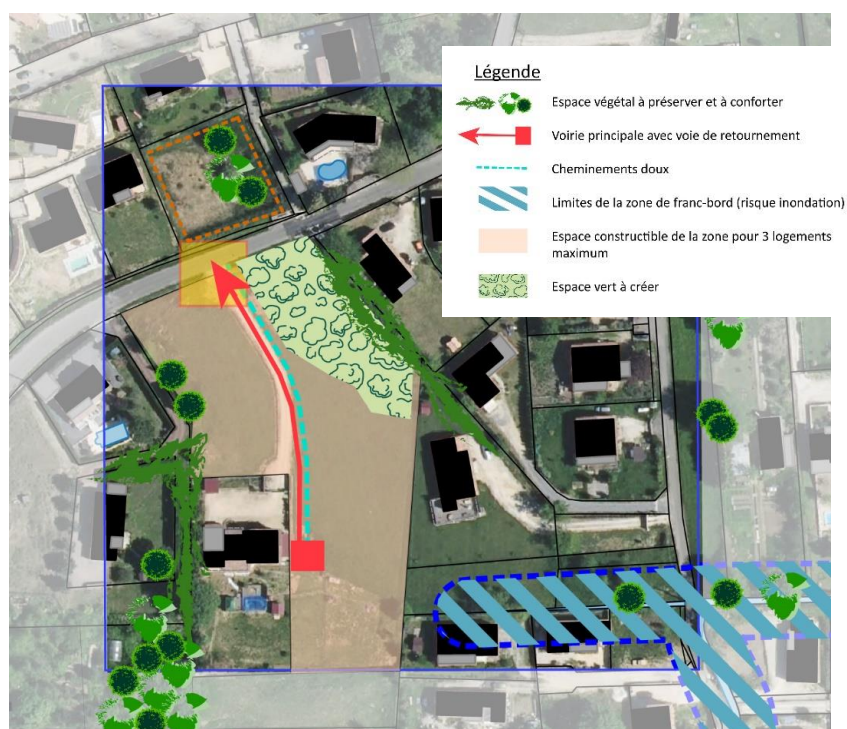 Légende
Espace végétal à préserver et à conforter
Voirie principale avec voie de retournement
Cheminements doux
Limites de la zone de franc-bord (risque inondation)
Espace constructible de la zone pour 3 logements
maximum
Espace vert à créer